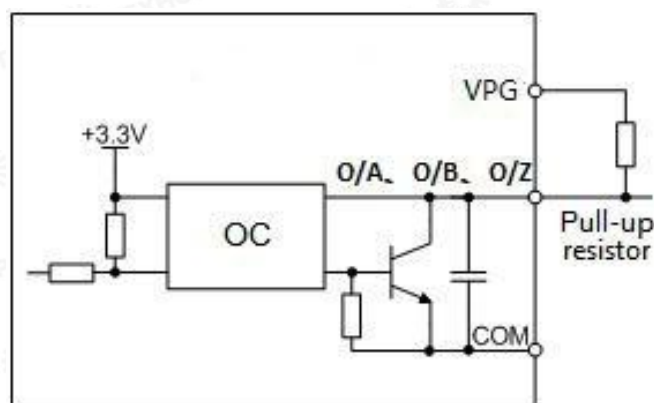 VPG
+3.3V
O/A、 O/B、 O/Z
OC
Pull-up
resistor
COM